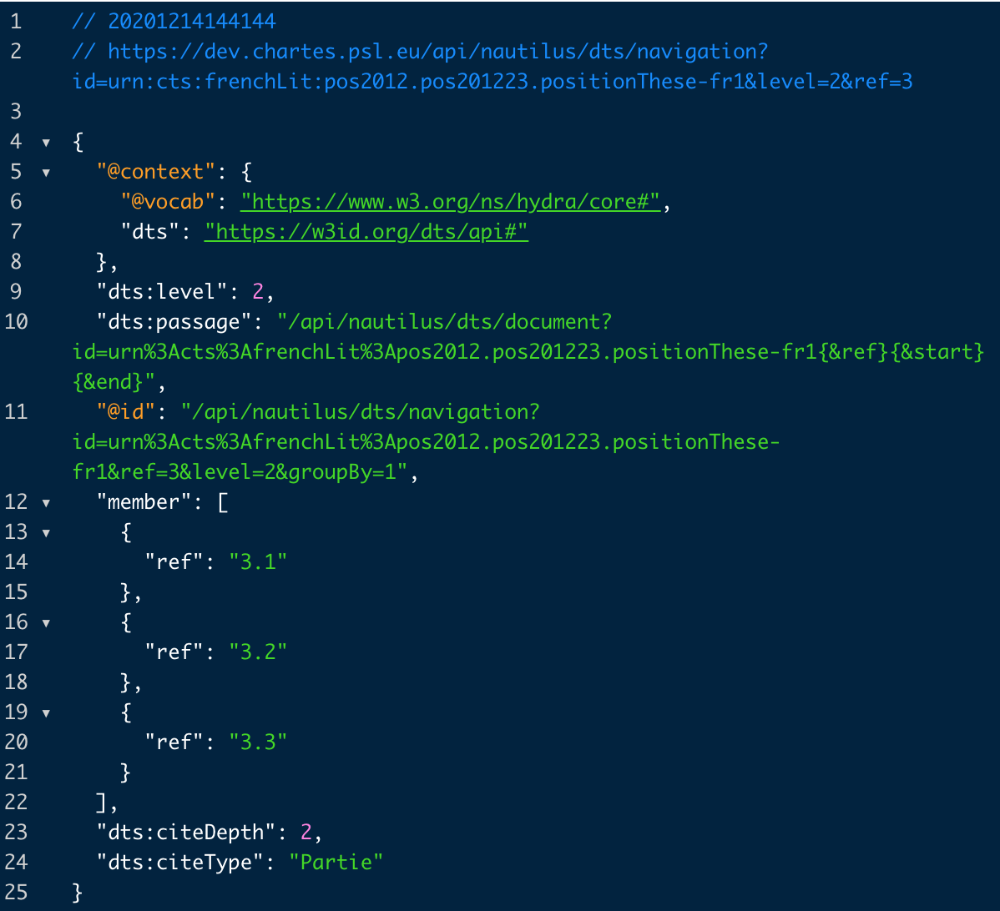 1 // 20201214144144
2 // https://dev.chartes.psl.eu/api/nautilus/dts/navigation?
id=urn:cts:frenchLit:pos2012.pos201223.positionThese-fr1&level=2&ref=3
3
4 ▼ {
5 ▼ "@context": {
6 "@vocab": "https://www.w3.org/ns/hydra/core#",
7 "dts": "https://w3id.org/dts/api#"
8 },
9 "dts:level": 2,
10 "dts:passage": "/api/nautilus/dts/document?
id=urn%3Acts%3AfrenchLit%3Apos2012.pos201223.positionThese-fr1{&ref}{&start}
{&end}",
11 "@id": "/api/nautilus/dts/navigation?
id=urn%3Acts%3AfrenchLit%3Apos2012.pos201223.positionThese-
fr1&ref=3&level=2&groupBy=1",
12 ▼ "member": [
13 ▼ {
14 "ref": "3.1"
15 },
16 ▼ {
17 "ref": "3.2"
18 },
19 ▼ {
20 "ref": "3.3"
21 }
22 ],
23 "dts:citeDepth": 2,
24 "dts:citeType": "Partie"
25 }